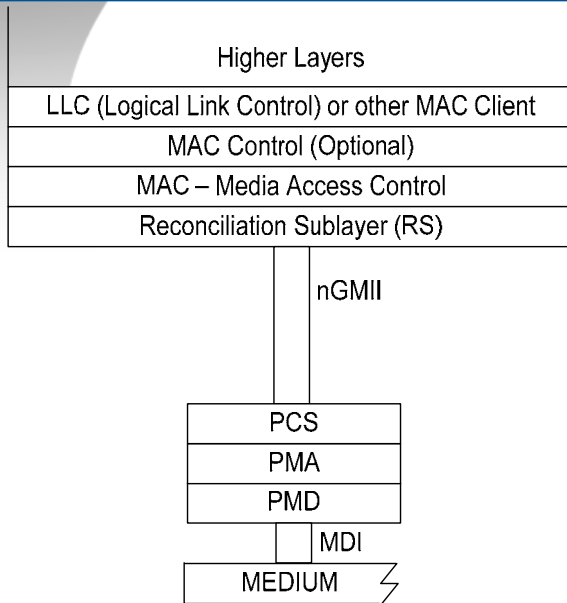 Higher Layers
LLC (Logical Link Control) or other MAC Client
MAC Control (Optional)
MAC – Media Access Control
Reconciliation Sublayer (RS)
nGMII
PCS
PMA
PMD
MDI
MEDIUM